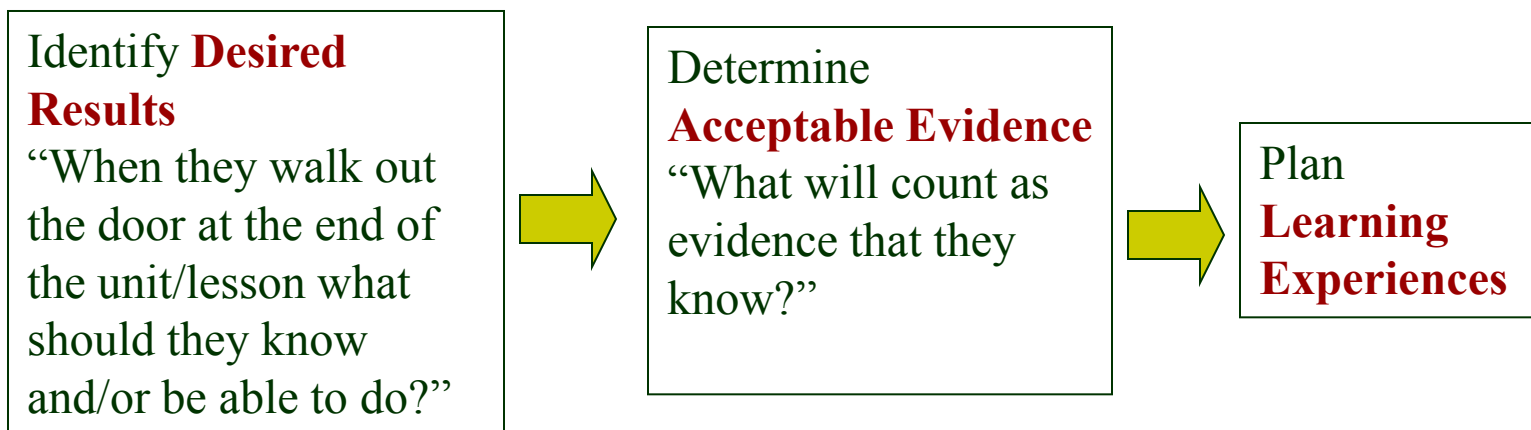 Identify Desired
Results
“When they walk out
the door at the end of
the unit/lesson what
should they know
and/or be able to do?”
Determine
Acceptable Evidence
“What will count as
evidence that they
know?”
Plan
Learning
Experiences